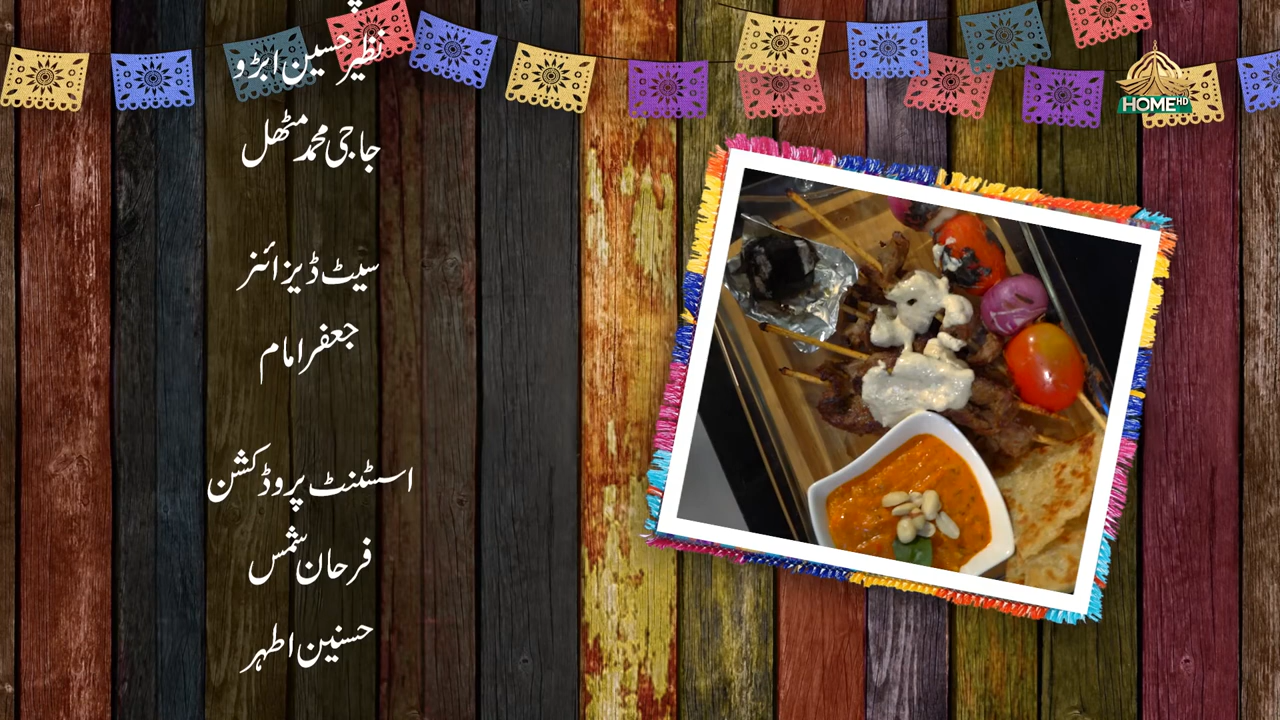 نظیر حسین ابڑو
حاجی محمد مٹھل
سیٹ ڈیزائنر
جعفر امام
اسسٹنٹ پروڈکشن
فرحان شمس
حسنین اطہر
HOME HD